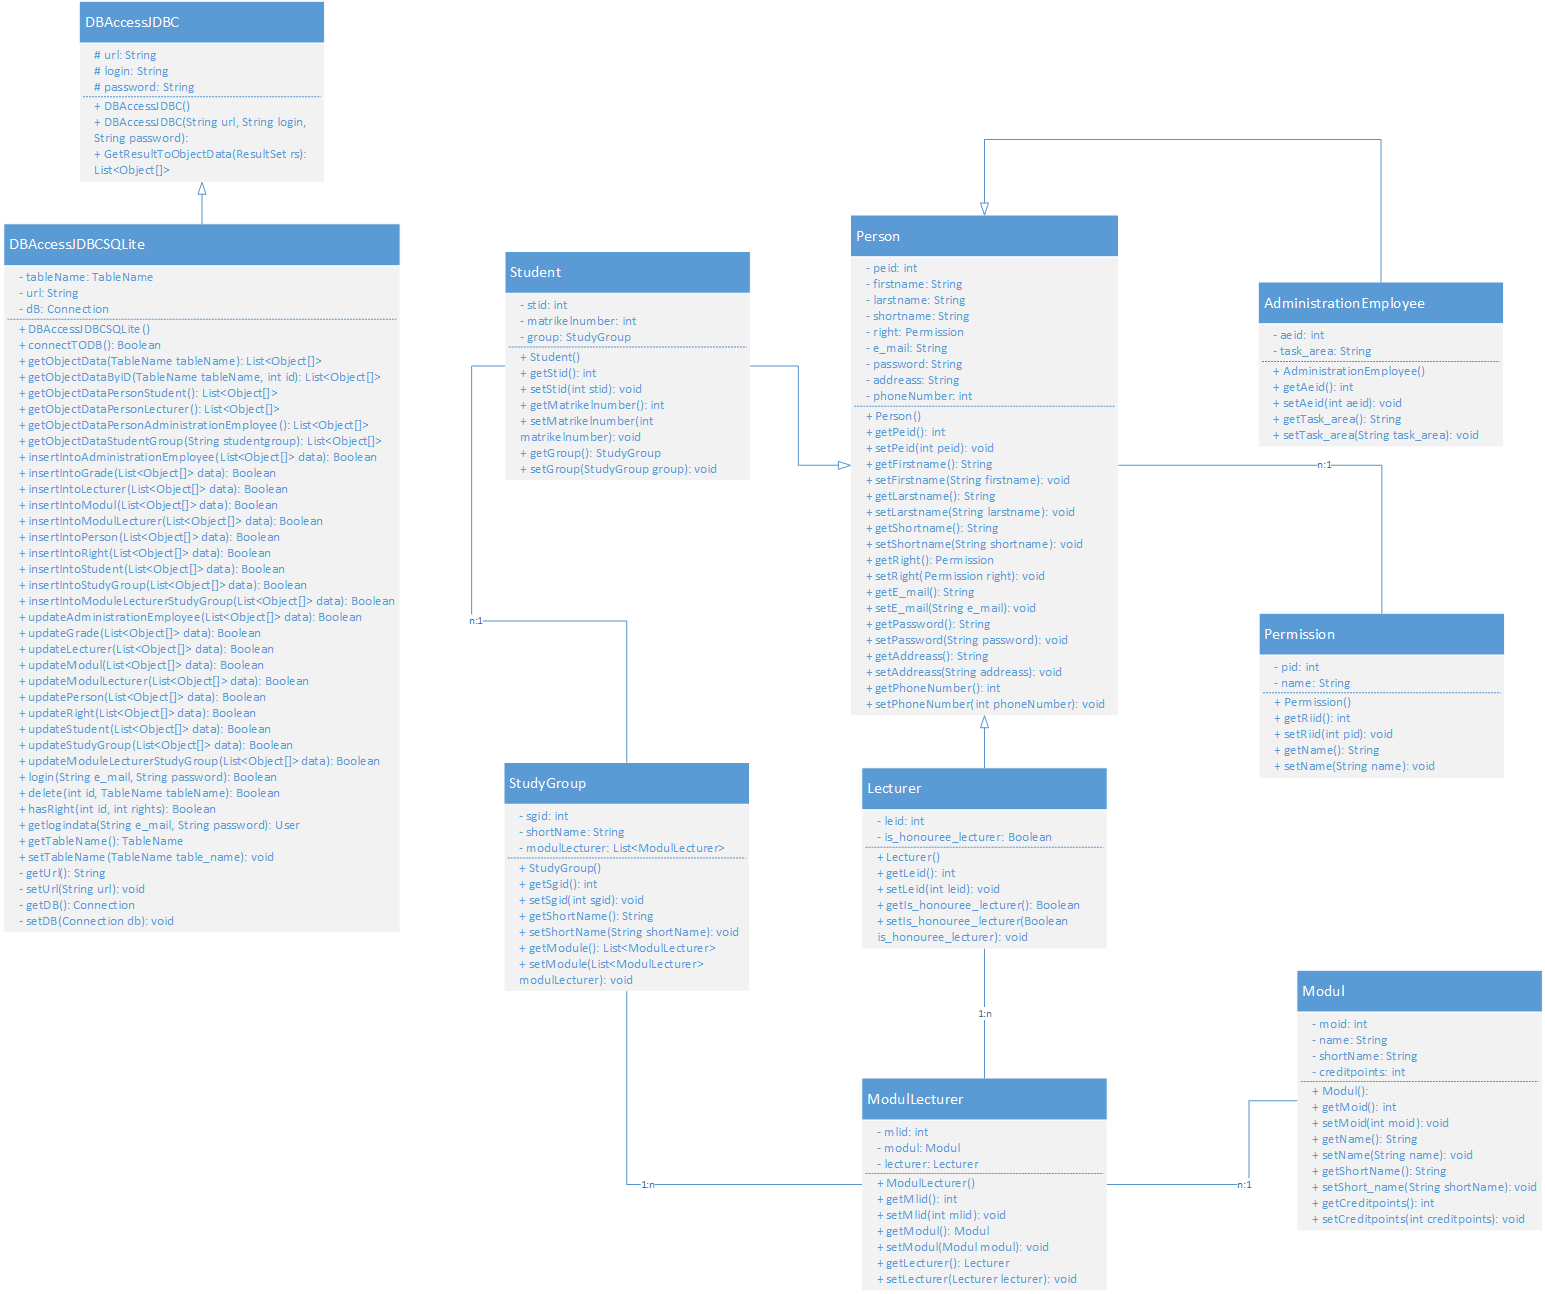 DBAccessJDBC
# url: String
# login: String
# password: String
+ DBAccessJDBC()
+ DBAccessJDBC(String url, String login,
String password):
+ GetResultToObjectData(ResultSet rs):
List<Object[]>
DBAccessJDBCSQLite
- tableName: TableName
- url: String
- dB: Connection
+ DBAccessJDBCSQLite()
+ connectTODB(): Boolean
+ getObjectData(TableName tableName): List<Object[]>
+ getObjectDataByID(TableName tableName, int id): List<Object[]>
+ getObjectDataPersonStudent(): List<Object[]>
+ getObjectDataPersonLecturer(): List<Object[]>
+ getObjectDataPersonAdministrationEmployee(): List<Object[]>
+ getObjectDataStudentGroup(String studentgroup): List<Object[]>
+ insertIntoAdministrationEmployee(List<Object[]> data): Boolean
+ insertIntoGrade(List<Object[]> data): Boolean
+ insertIntoLecturer(List<Object[]> data): Boolean
+ insertIntoModul(List<Object[]> data): Boolean
+ insertIntoModulLecturer(List<Object[]> data): Boolean
+ insertIntoPerson(List<Object[]> data): Boolean
+ insertIntoRight(List<Object[]> data): Boolean
+ insertIntoStudent(List<Object[]> data): Boolean
+ insertIntoStudyGroup(List<Object[]> data): Boolean
+ insertIntoModuleLecturerStudyGroup(List<Object[]> data): Boolean
+ updateAdministrationEmployee(List<Object[]> data): Boolean
+ updateGrade(List<Object[]> data): Boolean
+ updateLecturer(List<Object[]> data): Boolean
+ updateModul(List<Object[]> data): Boolean
+ updateModulLecturer(List<Object[]> data): Boolean
+ updatePerson(List<Object[]> data): Boolean
+ updateRight(List<Object[]> data): Boolean
+ updateStudent(List<Object[]> data): Boolean
+ updateStudyGroup(List<Object[]> data): Boolean
+ updateModuleLecturerStudyGroup(List<Object[]> data): Boolean
+ login(String e_mail, String password): Boolean
+ delete(int id, TableName tableName): Boolean
+ hasRight(int id, int rights): Boolean
+ getlogindata(String e_mail, String password): User
+ getTableName(): TableName
+ setTableName(TableName table_name): void
- getUrl(): String
- setUrl(String url): void
- getDB(): Connection
- setDB(Connection db): void
Student
- stid: int
- matrikelnumber: int
- group: StudyGroup
+ Student()
+ getStid(): int
+ setStid(int stid): void
+ getMatrikelnumber(): int
+ setMatrikelnumber(int
matrikelnumber): void
+ getGroup(): StudyGroup
+ setGroup(StudyGroup group): void
n:1
StudyGroup
- sgid: int
- shortName: String
- modulLecturer: List<ModulLecturer>
+ StudyGroup()
+ getSgid(): int
+ setSgid(int sgid): void
+ getShortName(): String
+ setShortName(String shortName): void
+ getModule(): List<ModulLecturer>
+ setModule(List<ModulLecturer>
modulLecturer): void
1:n
Person
- peid: int
- firstname: String
- larstname: String
- shortname: String
- right: Permission
- e_mail: String
- password: String
- addreass: String
- phoneNumber: int
+ Person()
+ getPeid(): int
+ setPeid(int peid): void
+ getFirstname(): String
+ setFirstname(String firstname): void
+ getLarstname(): String
+ setLarstname(String larstname): void
+ getShortname(): String
+ setShortname(String shortname): void
+ getRight(): Permission
+ setRight(Permission right): void
+ getE_mail(): String
+ setE_mail(String e_mail): void
+ getPassword(): String
+ setPassword(String password): void
+ getAddreass(): String
+ setAddreass(String addreass): void
+ getPhoneNumber(): int
+ setPhoneNumber(int phoneNumber): void
Lecturer
- leid: int
- is_honouree_lecturer: Boolean
+ Lecturer()
+ getLeid(): int
+ setLeid(int leid): void
+ getIs_honouree_lecturer(): Boolean
+ setIs_honouree_lecturer(Boolean
is_honouree_lecturer): void
1:n
ModulLecturer
- mlid: int
- modul: Modul
- lecturer: Lecturer
+ ModulLecturer()
+ getMlid(): int
+ setMlid(int mlid): void
+ getModul(): Modul
+ setModul(Modul modul): void
+ getLecturer(): Lecturer
+ setLecturer(Lecturer lecturer): void
AdministrationEmployee
- aeid: int
- task_area: String
+ AdministrationEmployee()
+ getAeid(): int
+ setAeid(int aeid): void
+ getTask_area(): String
+ setTask_area(String task_area): void
n:1
Permission
- pid: int
- name: String
+ Permission()
+ getRiid(): int
+ setRiid(int pid): void
+ getName(): String
+ setName(String name): void
Modul
- moid: int
- name: String
- shortName: String
- creditpoints: int
+ Modul():
+ getMoid(): int
+ setMoid(int moid): void
+ getName(): String
+ setName(String name): void
+ getShortName(): String
+ setShort_name(String shortName): void
+ getCreditpoints(): int
+ setCreditpoints(int creditpoints): void
n:1